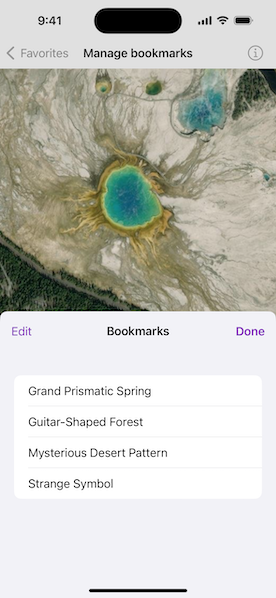 9:41
Favorites Manage bookmarks
Edit Bookmarks Done
Grand Prismatic Spring
Guitar-Shaped Forest
Mysterious Desert Pattern
Strange Symbol